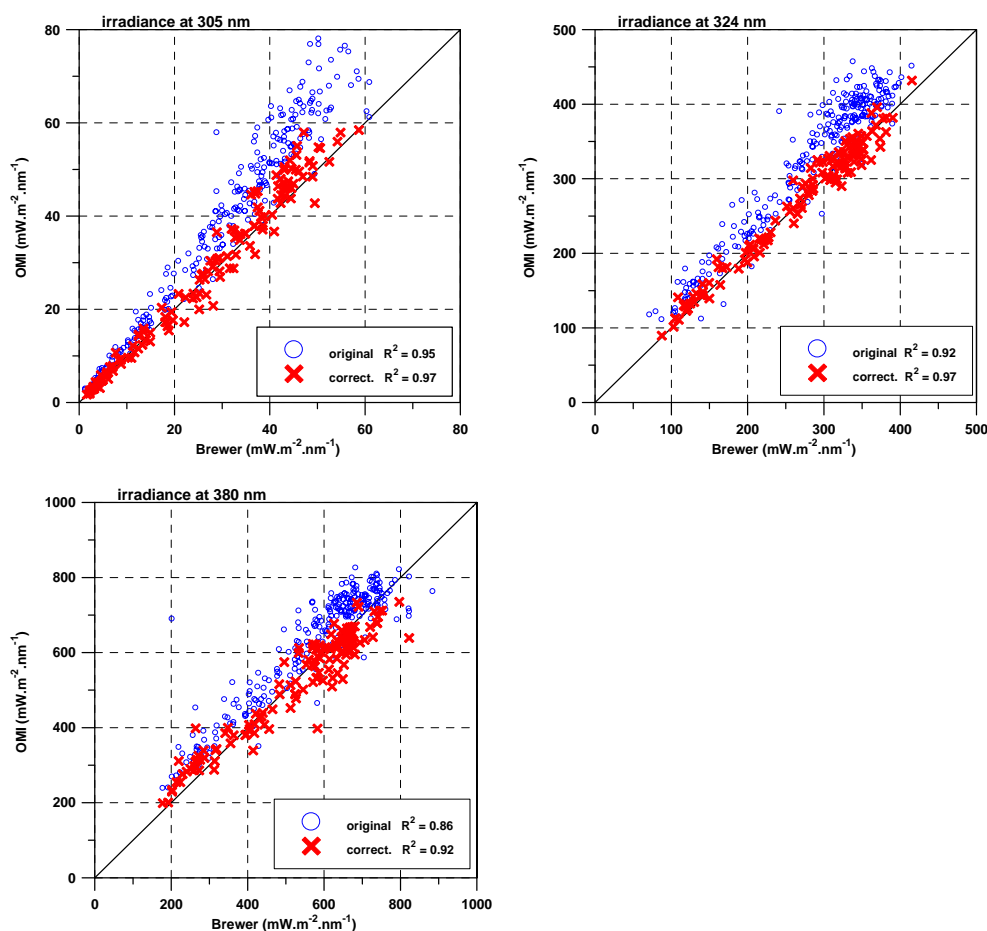 irradiance at 305 nm
80
60
40
20
0
OMI (mW.m⁻².nm⁻¹)
original R² = 0.95
correct. R² = 0.97
0 20 40 60 80
Brewer (mW.m⁻².nm⁻¹)
irradiance at 324 nm
500
400
300
200
100
0
OMI (mW.m⁻².nm⁻¹)
original R² = 0.92
correct. R² = 0.97
0 100 200 300 400 500
Brewer (mW.m⁻².nm⁻¹)
irradiance at 380 nm
1000
800
600
400
200
0
OMI (mW.m⁻².nm⁻¹)
original R² = 0.86
correct. R² = 0.92
0 200 400 600 800 1000
Brewer (mW.m⁻².nm⁻¹)